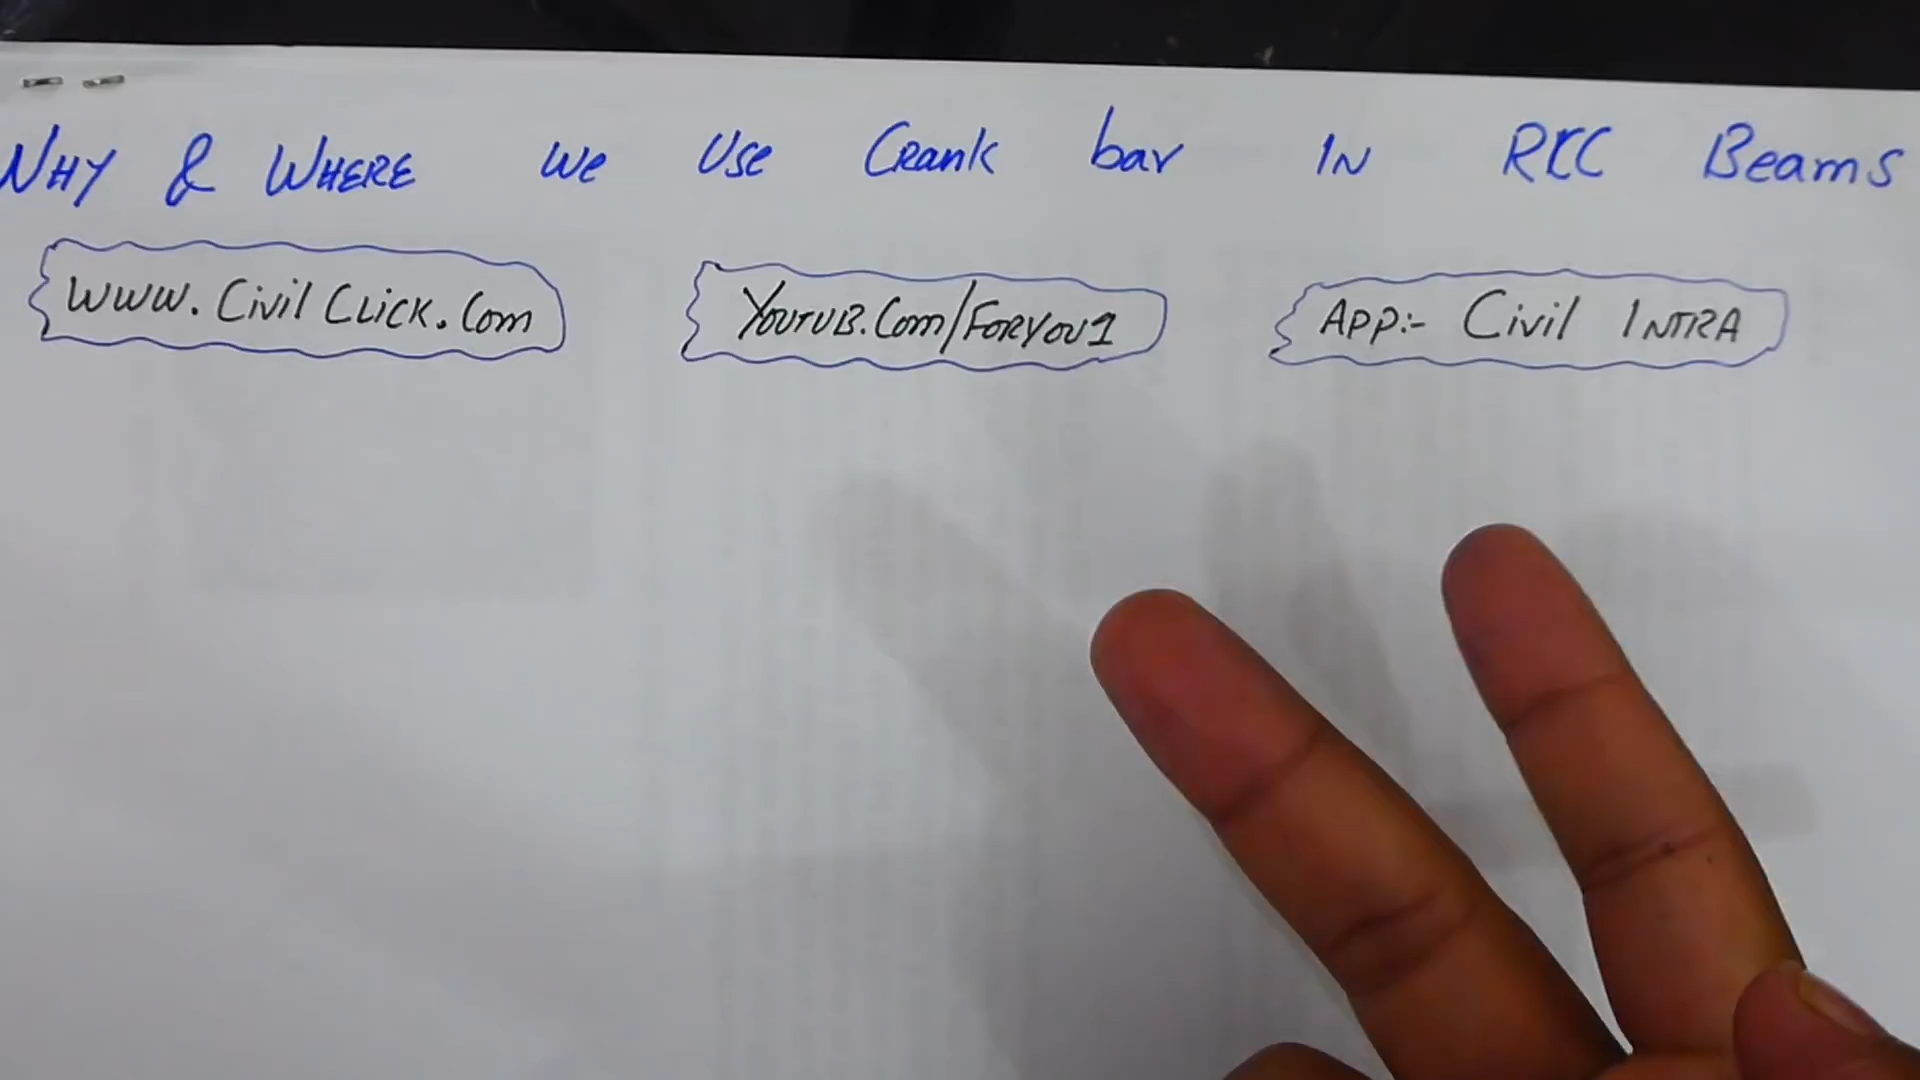 WHY & WHERE We Use Crank bar IN RCC Beams
WWW.Civil CLick.Com
YOUTUB.Com/FORYOU1
APP:- Civil INTRA